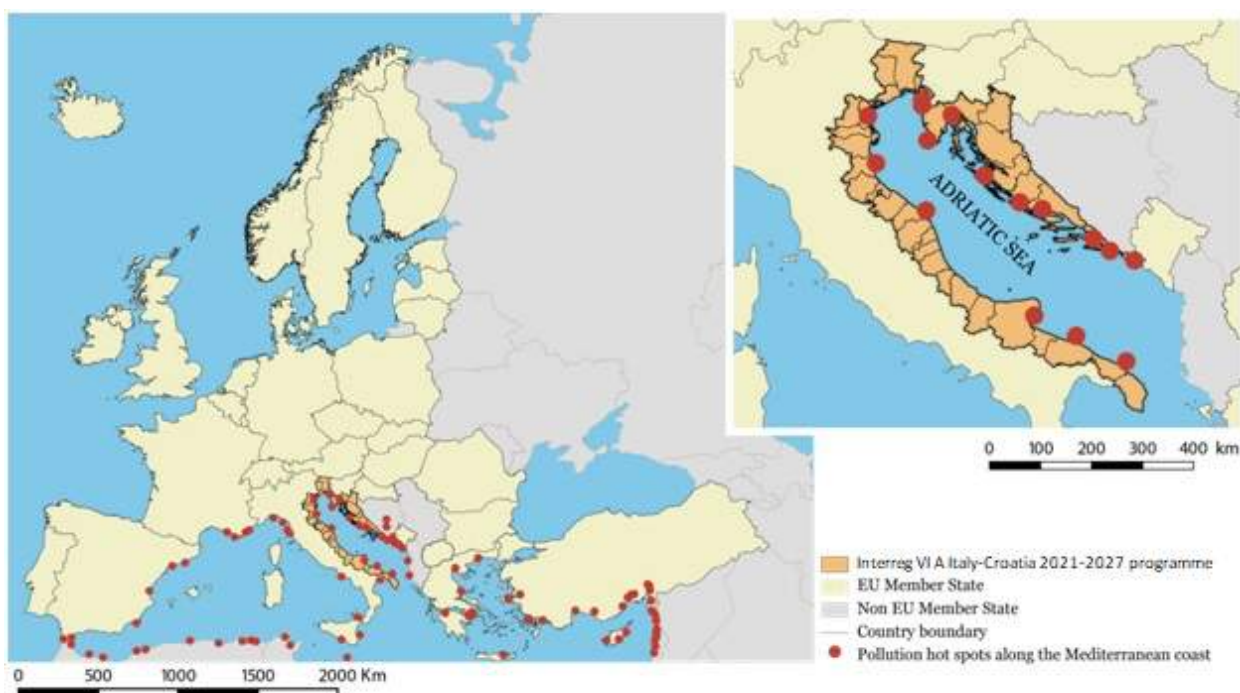 ADRIATIC SEA
0 100 200 300 400 km
Interreg VI A Italy-Croatia 2021-2027 programme
EU Member State
Non EU Member State
Country boundary
Pollution hot spots along the Mediterranean coast
0 500 1000 1500 2000 Km